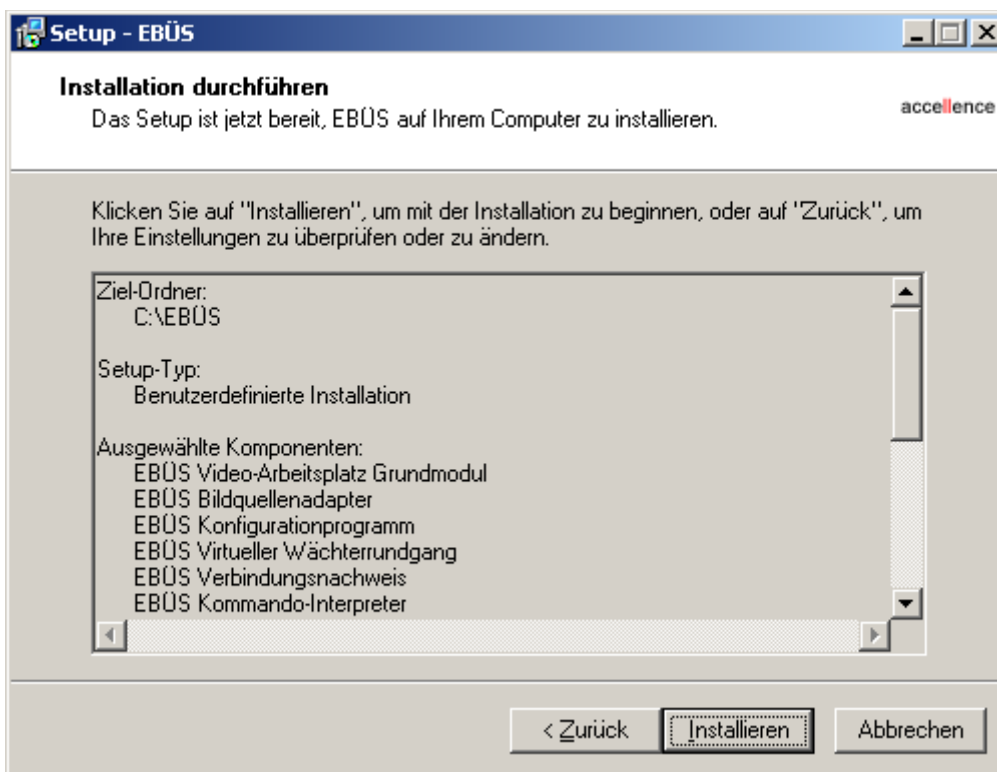 Setup - EBÜS
Installation durchführen
Das Setup ist jetzt bereit, EBÜS auf Ihrem Computer zu installieren.
accellence
Klicken Sie auf "Installieren", um mit der Installation zu beginnen, oder auf "Zurück", um
Ihre Einstellungen zu überprüfen oder zu ändern.
Ziel-Ordner:
C:\EBÜS
Setup-Typ:
Benutzerdefinierte Installation
Ausgewählte Komponenten:
EBÜS Video-Arbeitsplatz Grundmodul
EBÜS Bildquellenadapter
EBÜS Konfigurationprogramm
EBÜS Virtueller Wächterrundgang
EBÜS Verbindungsnachweis
EBÜS Kommando-Interpreter
< Zurück
Installieren
Abbrechen